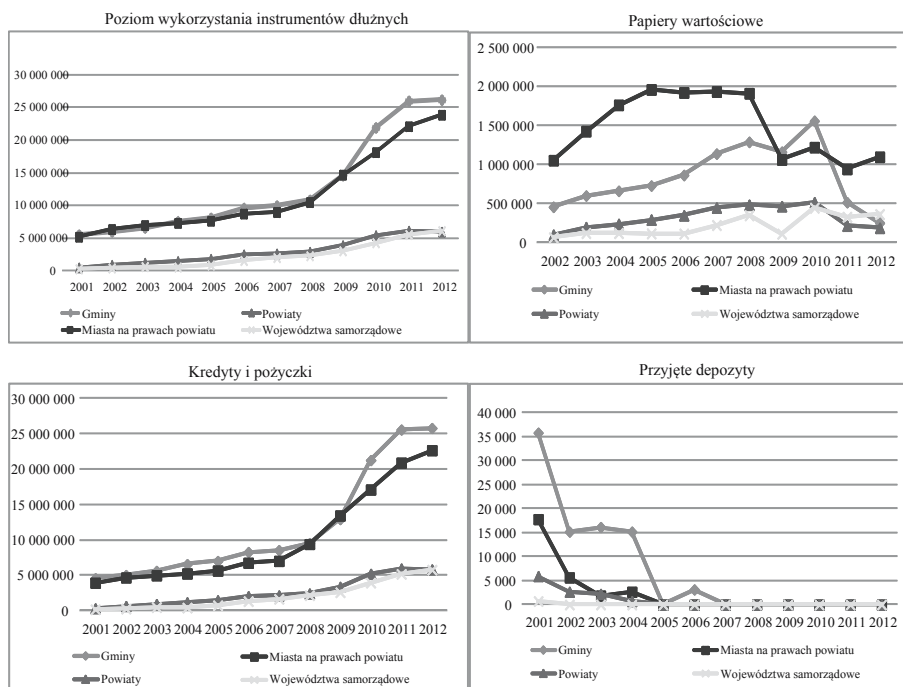 Poziom wykorzystania instrumentów dłużnych
30 000 000
25 000 000
20 000 000
15 000 000
10 000 000
5 000 000
0
2001 2002 2003 2004 2005 2006 2007 2008 2009 2010 2011 2012
Gminy Powiaty
Miasta na prawach powiatu Województwa samorządowe
Papiery wartościowe
2 500 000
2 000 000
1 500 000
1 000 000
500 000
0
2002 2003 2004 2005 2006 2007 2008 2009 2010 2011 2012
Gminy Miasta na prawach powiatu
Powiaty Województwa samorządowe
Kredyty i pożyczki
30 000 000
25 000 000
20 000 000
15 000 000
10 000 000
5 000 000
0
2001 2002 2003 2004 2005 2006 2007 2008 2009 2010 2011 2012
Gminy Miasta na prawach powiatu
Powiaty Województwa samorządowe
Przyjęte depozyty
40 000
35 000
30 000
25 000
20 000
15 000
10 000
5 000
0
2001 2002 2003 2004 2005 2006 2007 2008 2009 2010 2011 2012
Gminy Miasta na prawach powiatu
Powiaty Województwa samorządowe